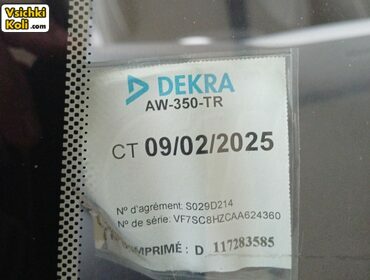 Vsichki
Koli.com
DEKRA
AW-350-TR
CT 09/02/2025
N° d'agrément: S029D214
N° de série: VF7SC8HZCAA624360
IMPRIMÉ: D 117283585